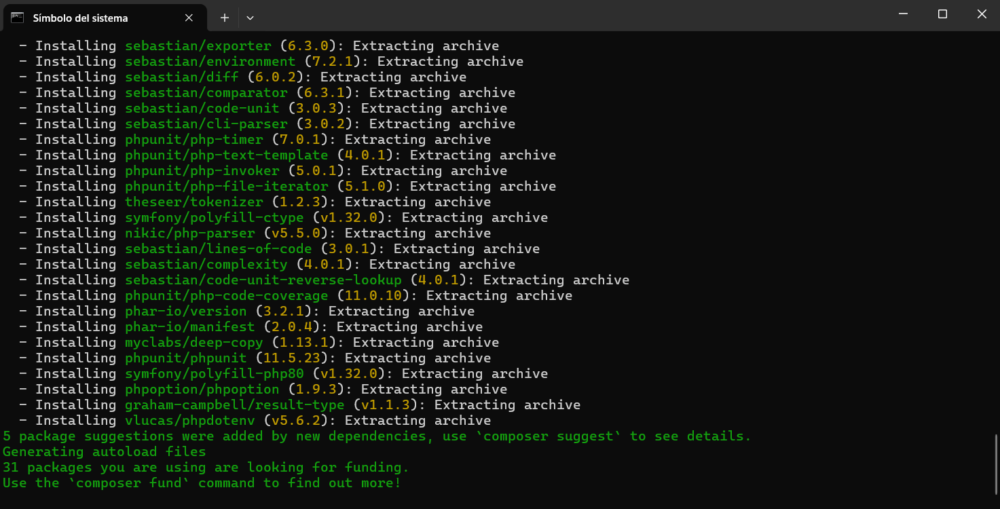 Símbolo del sistema
- Installing sebastian/exporter (6.3.0): Extracting archive
- Installing sebastian/environment (7.2.1): Extracting archive
- Installing sebastian/diff (6.0.2): Extracting archive
- Installing sebastian/comparator (6.3.1): Extracting archive
- Installing sebastian/code-unit (3.0.3): Extracting archive
- Installing sebastian/cli-parser (3.0.2): Extracting archive
- Installing phpunit/php-timer (7.0.1): Extracting archive
- Installing phpunit/php-text-template (4.0.1): Extracting archive
- Installing phpunit/php-invoker (5.0.1): Extracting archive
- Installing phpunit/php-file-iterator (5.1.0): Extracting archive
- Installing theseer/tokenizer (1.2.3): Extracting archive
- Installing symfony/polyfill-ctype (v1.32.0): Extracting archive
- Installing nikic/php-parser (v5.5.0): Extracting archive
- Installing sebastian/lines-of-code (3.0.1): Extracting archive
- Installing sebastian/complexity (4.0.1): Extracting archive
- Installing sebastian/code-unit-reverse-lookup (4.0.1): Extracting archive
- Installing phpunit/php-code-coverage (11.0.10): Extracting archive
- Installing phar-io/version (3.2.1): Extracting archive
- Installing phar-io/manifest (2.0.4): Extracting archive
- Installing myclabs/deep-copy (1.13.1): Extracting archive
- Installing phpunit/phpunit (11.5.23): Extracting archive
- Installing symfony/polyfill-php80 (v1.32.0): Extracting archive
- Installing phpoption/phpoption (1.9.3): Extracting archive
- Installing graham-campbell/result-type (v1.1.3): Extracting archive
- Installing vlucas/phpdotenv (v5.6.2): Extracting archive
5 package suggestions were added by new dependencies, use `composer suggest` to see details.
Generating autoload files
31 packages you are using are looking for funding.
Use the `composer fund` command to find out more!